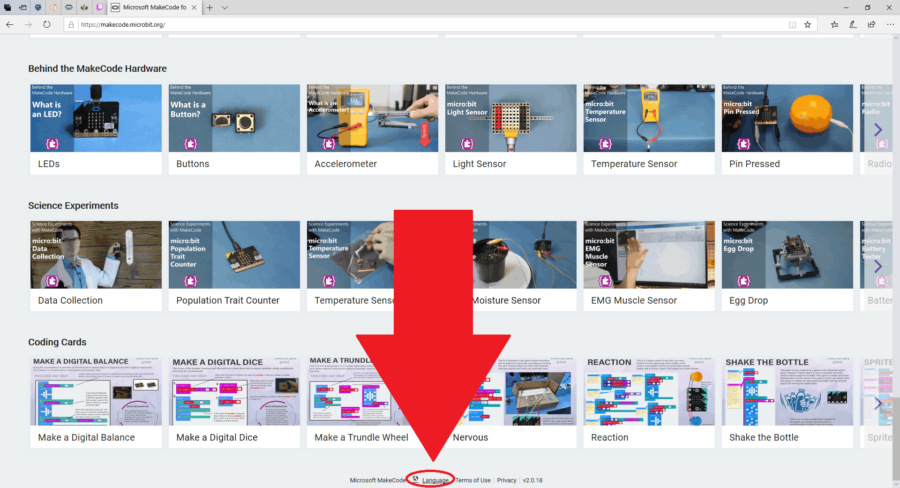 Microsoft MakeCode fo
https://makecode.microbit.org/
Behind the MakeCode Hardware
Behind the
MakeCode Hardware
What is
an LED?
LEDs
Behind the
MakeCode Hardware
What is a
Button?
Buttons
Behind the
MakeCode Hardware
What is an
Accelerometer?
Accelerometer
Behind the
MakeCode Hardware
micro:bit
Light Sensor
Light Sensor
Behind the
MakeCode Hardware
micro:bit
Temperature
Sensor
Temperature Sensor
Behind the
MakeCode Hardware
micro:bit
Pin Pressed
Pin Pressed
Behind the
MakeCode
micro:bit
Radio
Radio
Science Experiments
Science Experiments
with MakeCode
micro:bit
Data
Collection
Data Collection
Science Experiments
with MakeCode
micro:bit
Population
Trait
Counter
Population Trait Counter
Science Experiments
with MakeCode
micro:bit
Temperature
Sensor
Temperature Senso
Moisture Sensor
Science Experiments
with MakeCode
micro:bit
EMG
Muscle
Sensor
EMG Muscle Sensor
Science Experiments
with MakeCode
micro:bit
Egg Drop
Egg Drop
micro:bit
Battery
Tester
Batter
Coding Cards
MAKE A DIGITAL BALANCE
Make a Digital Balance
MAKE A DIGITAL DICE
Make a Digital Dice
MAKE A TRUNDLE
Make a Trundle Wheel
Nervous
REACTION
Reaction
SHAKE THE BOTTLE
Shake the Bottle
SPRITE
Sprite
Microsoft MakeCode Language Terms of Use Privacy v2.0.18